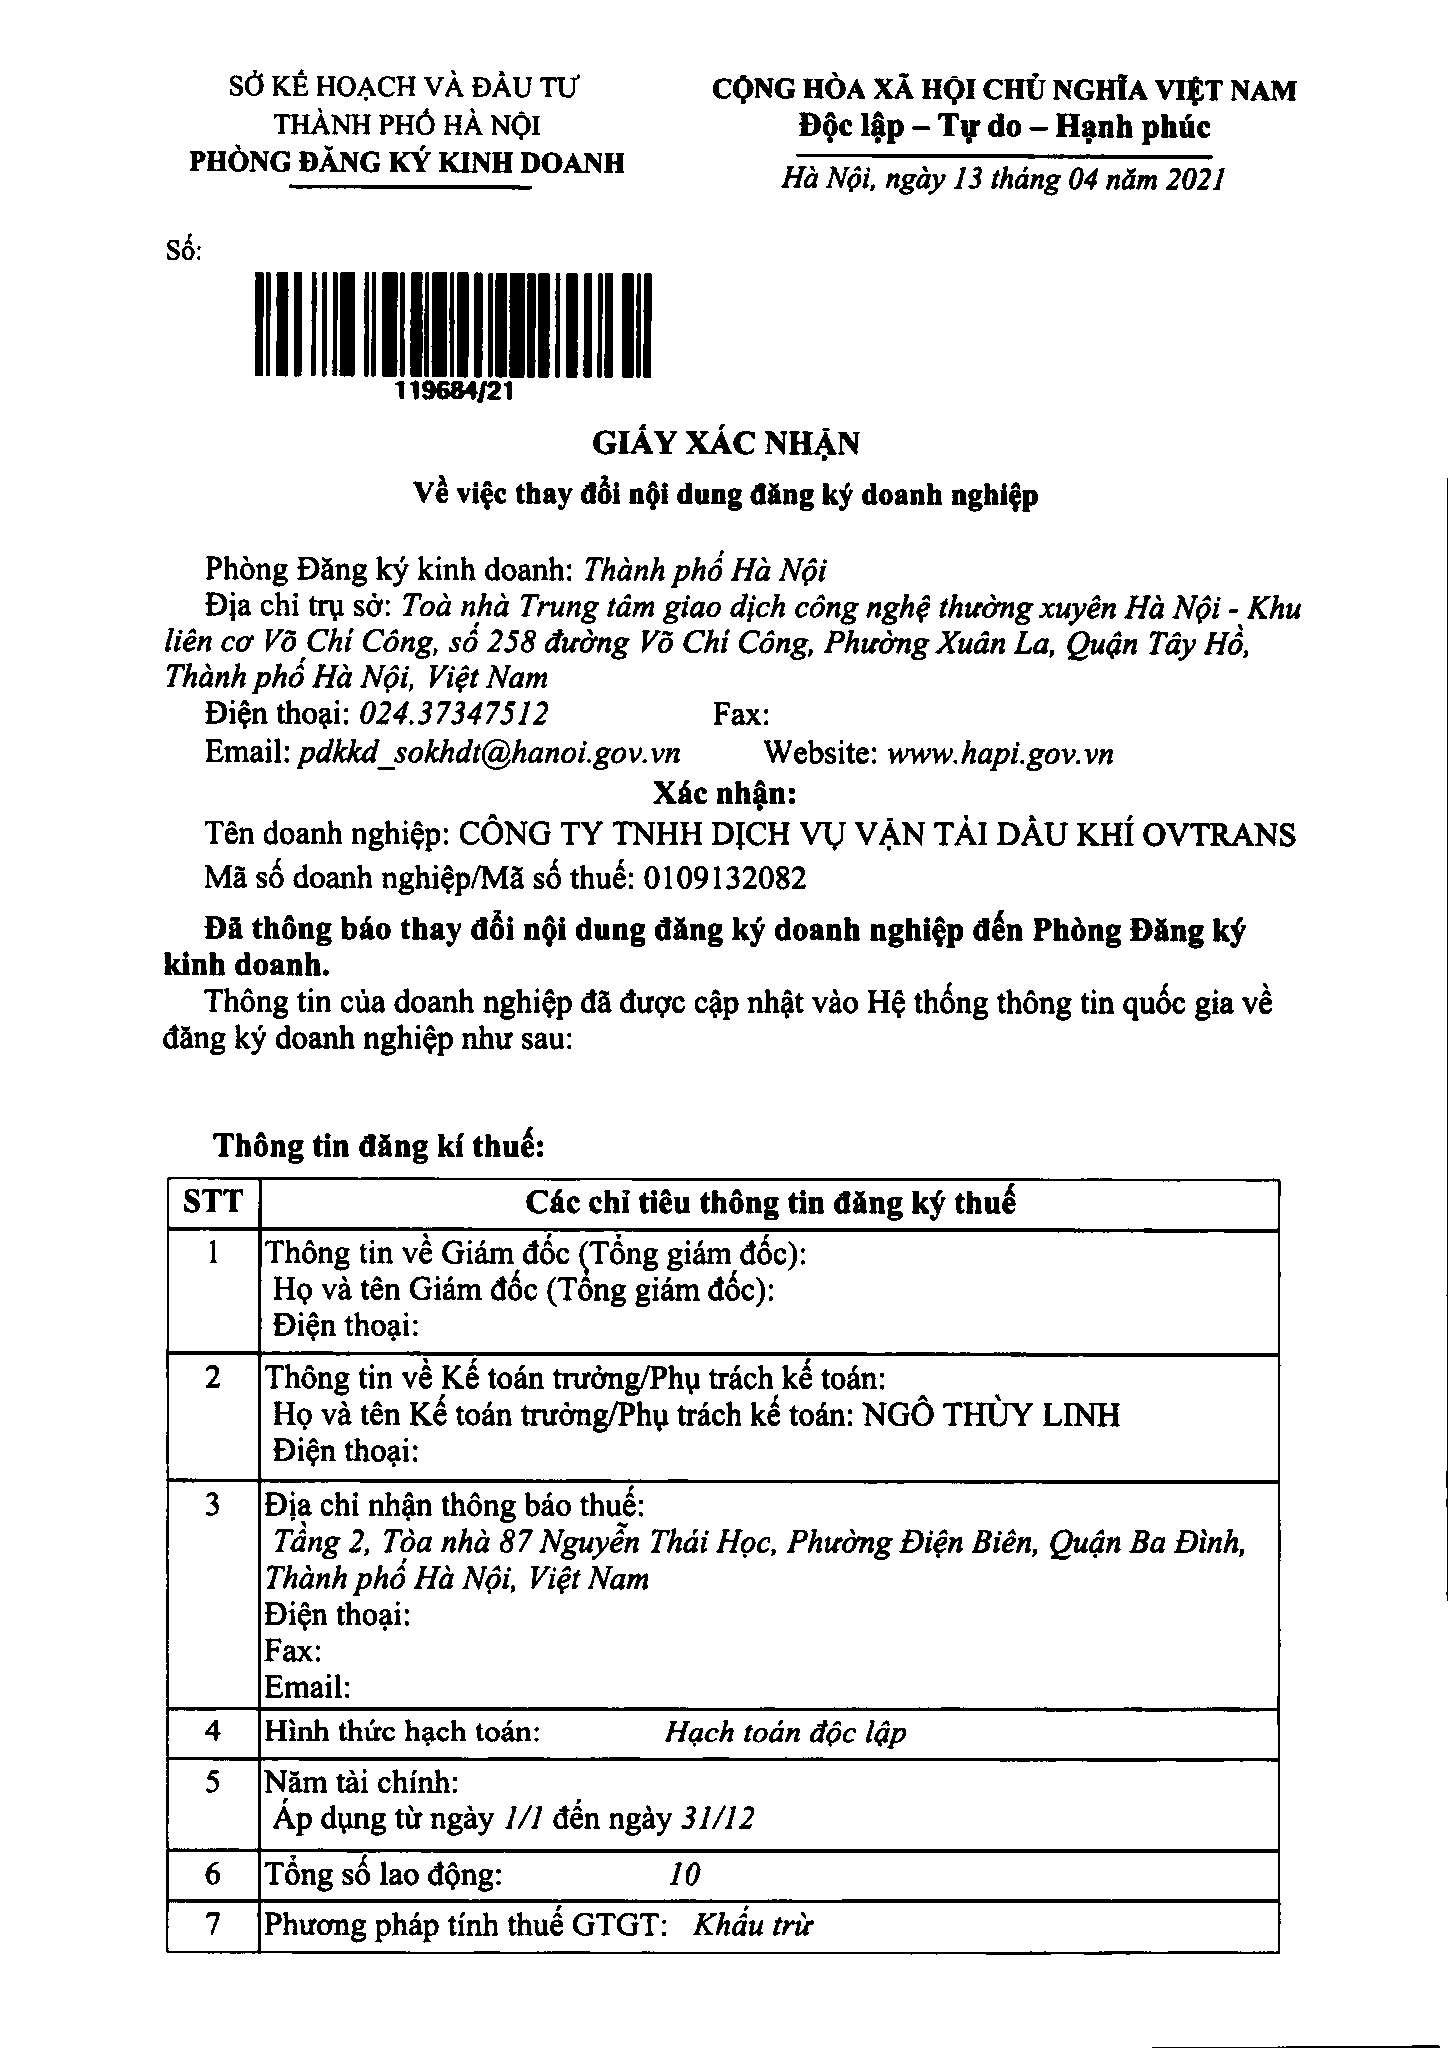 SỞ KẾ HOẠCH VÀ ĐẦU TƯ
THÀNH PHỐ HÀ NỘI
PHÒNG ĐĂNG KÝ KINH DOANH
CỘNG HÒA XÃ HỘI CHỦ NGHĨA VIỆT NAM
Độc lập – Tự do – Hạnh phúc
Hà Nội, ngày 13 tháng 04 năm 2021
Số:
119684/21
GIẤY XÁC NHẬN
Về việc thay đổi nội dung đăng ký doanh nghiệp
Phòng Đăng ký kinh doanh: Thành phố Hà Nội
Địa chỉ trụ sở: Toà nhà Trung tâm giao dịch công nghệ thường xuyên Hà Nội - Khu
liên cơ Võ Chí Công, số 258 đường Võ Chí Công, Phường Xuân La, Quận Tây Hồ,
Thành phố Hà Nội, Việt Nam
Điện thoại: 024.37347512 Fax:
Email: pdkkd_sokhdt@hanoi.gov.vn Website: www.hapi.gov.vn
Xác nhận:
Tên doanh nghiệp: CÔNG TY TNHH DỊCH VỤ VẬN TẢI DẦU KHÍ OVTRANS
Mã số doanh nghiệp/Mã số thuế: 0109132082
Đã thông báo thay đổi nội dung đăng ký doanh nghiệp đến Phòng Đăng ký
kinh doanh.
Thông tin của doanh nghiệp đã được cập nhật vào Hệ thống thông tin quốc gia về
đăng ký doanh nghiệp như sau:
Thông tin đăng kí thuế:
STT Các chỉ tiêu thông tin đăng ký thuế
1 Thông tin về Giám đốc (Tổng giám đốc):
Họ và tên Giám đốc (Tổng giám đốc):
Điện thoại:
2 Thông tin về Kế toán trưởng/Phụ trách kế toán:
Họ và tên Kế toán trưởng/Phụ trách kế toán: NGÔ THÙY LINH
Điện thoại:
3 Địa chỉ nhận thông báo thuế:
Tầng 2, Tòa nhà 87 Nguyễn Thái Học, Phường Điện Biên, Quận Ba Đình,
Thành phố Hà Nội, Việt Nam
Điện thoại:
Fax:
Email:
4 Hình thức hạch toán: Hạch toán độc lập
5 Năm tài chính:
Áp dụng từ ngày 1/1 đến ngày 31/12
6 Tổng số lao động: 10
7 Phương pháp tính thuế GTGT: Khấu trừ